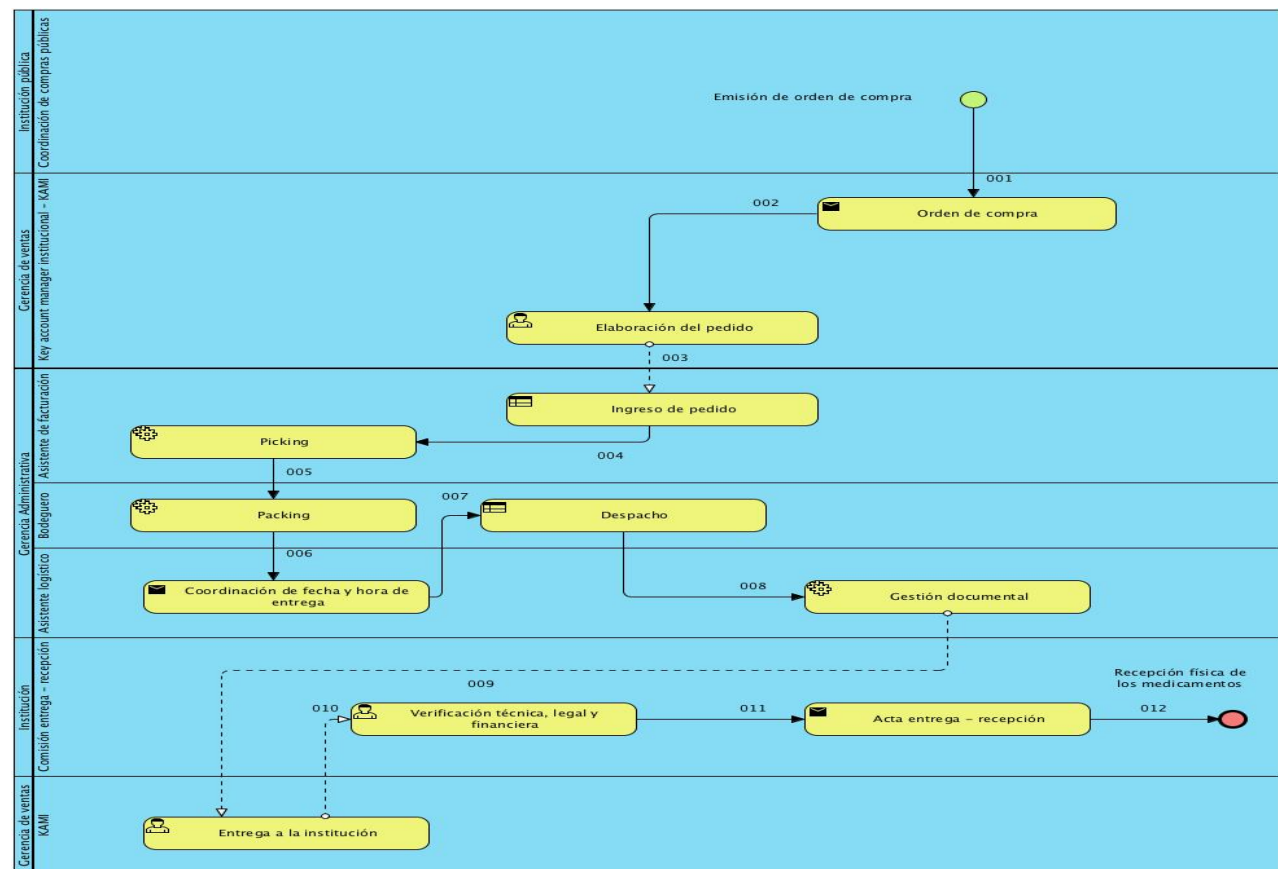 Institución pública
Coordinación de compras públicas
Emisión de orden de compra
001
Gerencia de ventas
Key account manager institucional - KAMI
Orden de compra
002
Elaboración del pedido
003
Gerencia Administrativa
Asistente de facturación
Ingreso de pedido
Picking
004
005
Bodeguero
007
Packing
Despacho
006
Asistente logístico
Coordinación de fecha y hora de
entrega
008
Gestión documental
Institución
Comisión entrega - recepción
009
Recepción física de
los medicamentos
010
Verificación técnica, legal y
financiera
011
Acta entrega - recepción
012
Gerencia de ventas
KAMI
Entrega a la institución